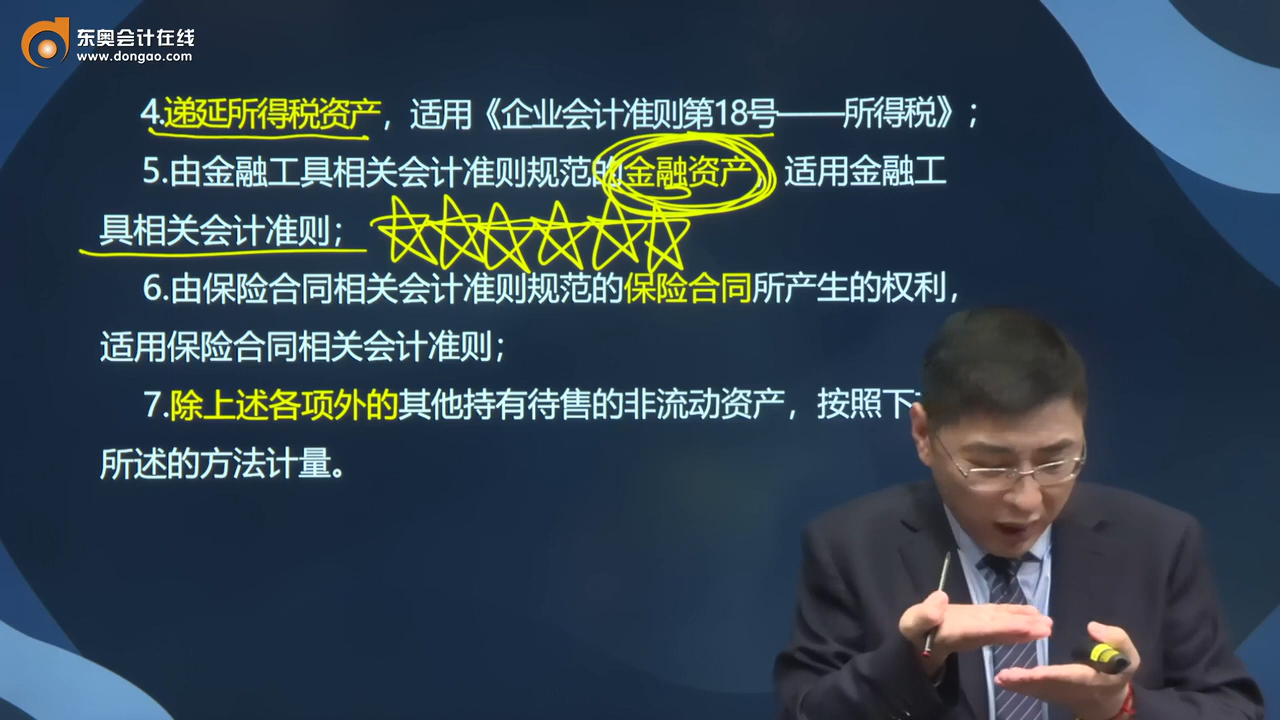 东奥会计在线
www.dongao.com
4.递延所得税资产，适用《企业会计准则第18号——所得税》；
5.由金融工具相关会计准则规范的金融资产，适用金融工
具相关会计准则；
6.由保险合同相关会计准则规范的保险合同所产生的权利，
适用保险合同相关会计准则；
7.除上述各项外的其他持有待售的非流动资产，按照下
所述的方法计量。